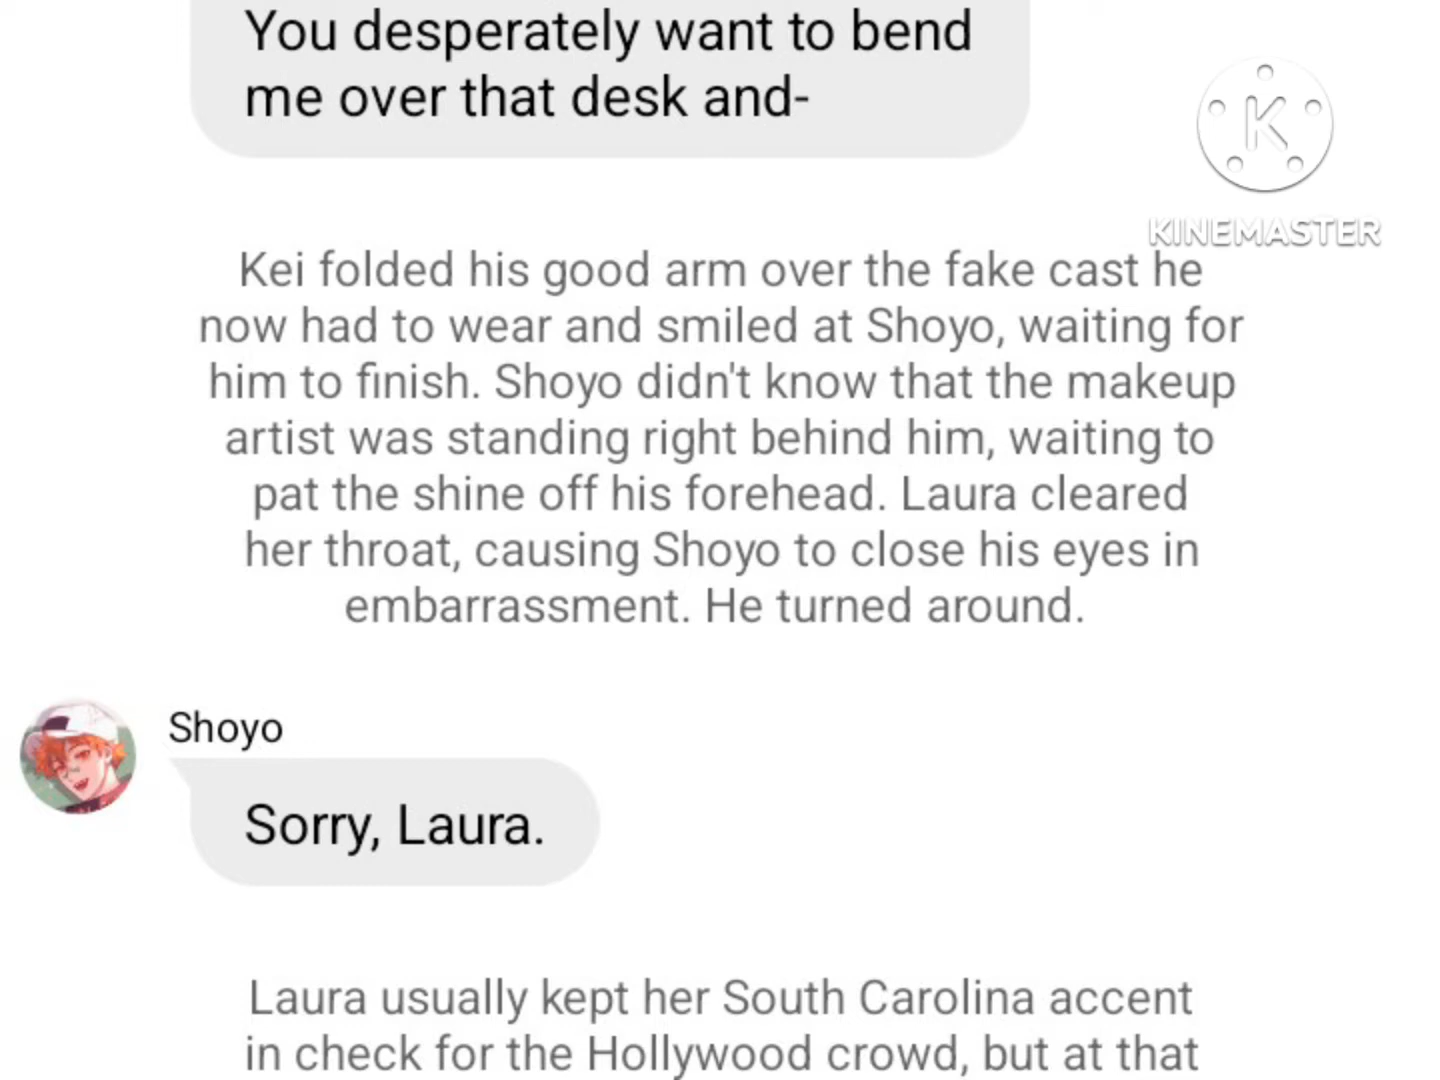 You desperately want to bend
me over that desk and-
K
KINEMASTER
Kei folded his good arm over the fake cast he
now had to wear and smiled at Shoyo, waiting for
him to finish. Shoyo didn't know that the makeup
artist was standing right behind him, waiting to
pat the shine off his forehead. Laura cleared
her throat, causing Shoyo to close his eyes in
embarrassment. He turned around.
Shoyo
Sorry, Laura.
Laura usually kept her South Carolina accent
in check for the Hollywood crowd, but at that